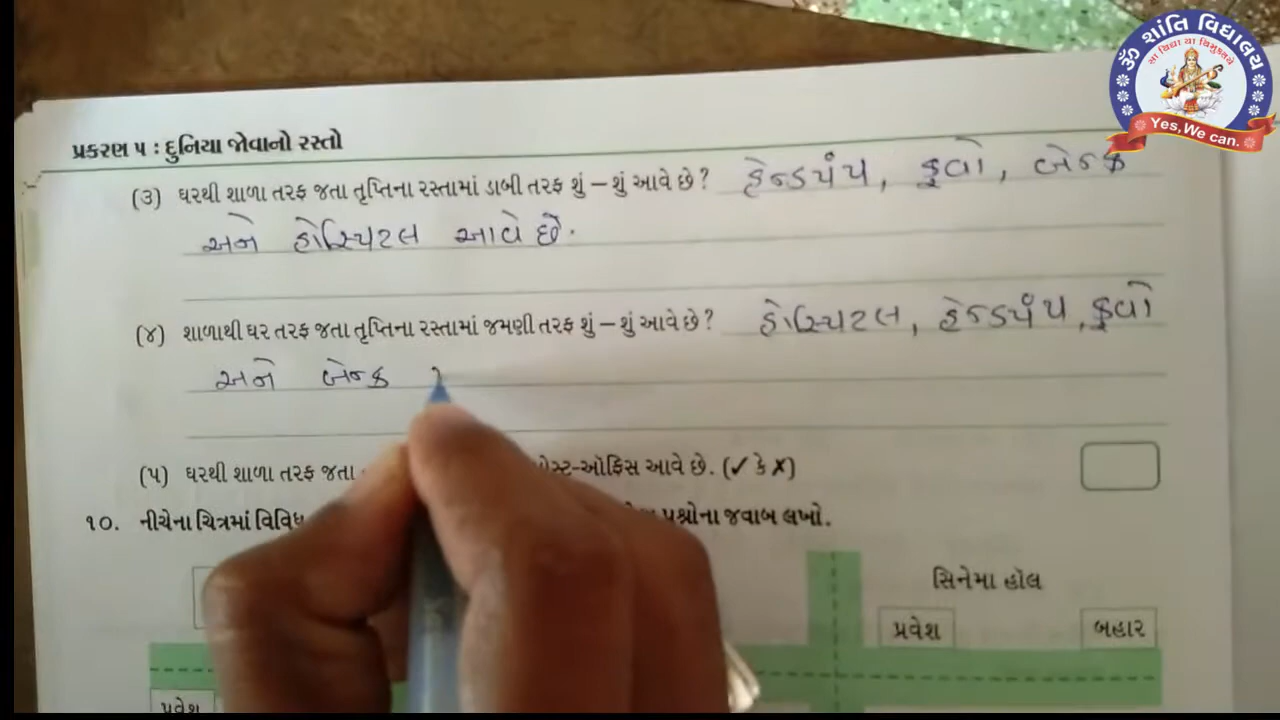 ૐ શાંતિ વિદ્યાલય
સા વિદ્યા યા વિમુક્તયે
Yes, We can.
પ્રકરણ ૫ : દુનિયા જોવાનો રસ્તો
(૩) ઘરથી શાળા તરફ જતા તૃપ્તિના રસ્તામાં ડાબી તરફ શું – શું આવે છે? હેન્ડપંપ, કુવો, બેન્ક
અને હોસ્પિટલ આવે છે.
(૪) શાળાથી ઘર તરફ જતા તૃપ્તિના રસ્તામાં જમણી તરફ શું – શું આવે છે? હોસ્પિટલ, હેન્ડપંપ, કુવો
અને બેન્ક
(૫) ઘરથી શાળા તરફ જતા પોસ્ટ-ઑફિસ આવે છે. (✓ કે ✗)
૧૦. નીચેના ચિત્રમાં વિવિધ પ્રશ્નોના જવાબ લખો.
સિનેમા હૉલ
પ્રવેશ બહાર
પ્રવેશ